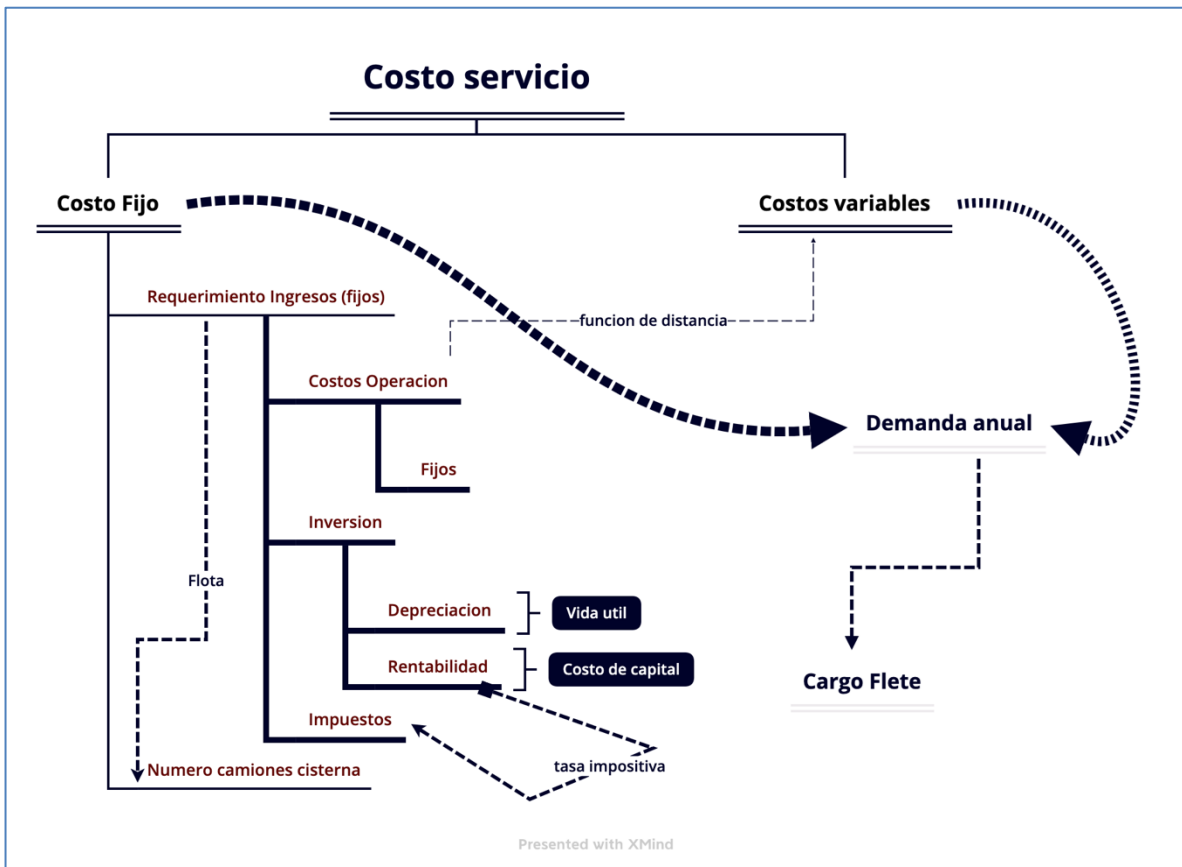 Costo servicio
Costo Fijo
Costos variables
Requerimiento Ingresos (fijos)
funcion de distancia
Costos Operacion
Demanda anual
Fijos
Inversion
Flota
Depreciacion
Vida util
Rentabilidad
Costo de capital
Cargo Flete
Impuestos
tasa impositiva
Numero camiones cisterna
Presented with XMind